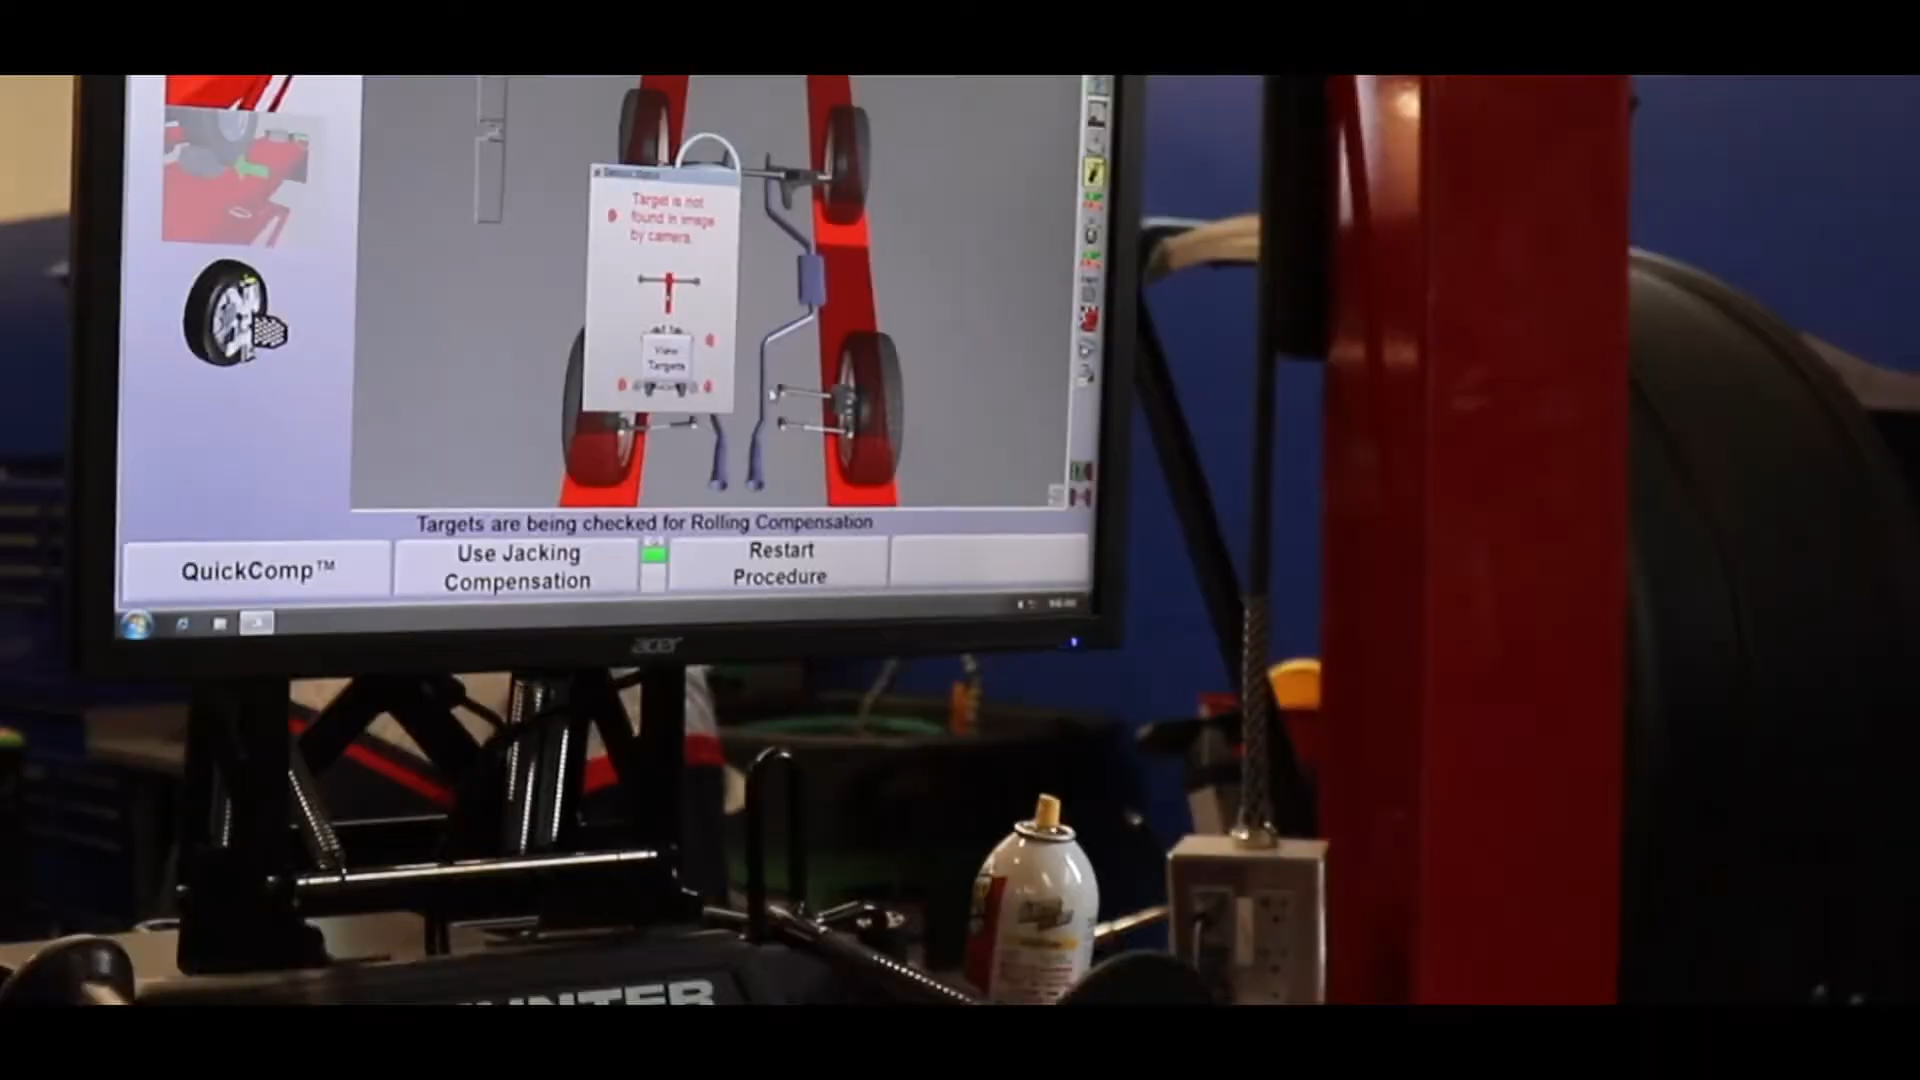 Target is not
found in image
by camera.
View
Targets
Targets are being checked for Rolling Compensation
QuickComp™
Use Jacking
Compensation
Restart
Procedure
acer
HUNTER